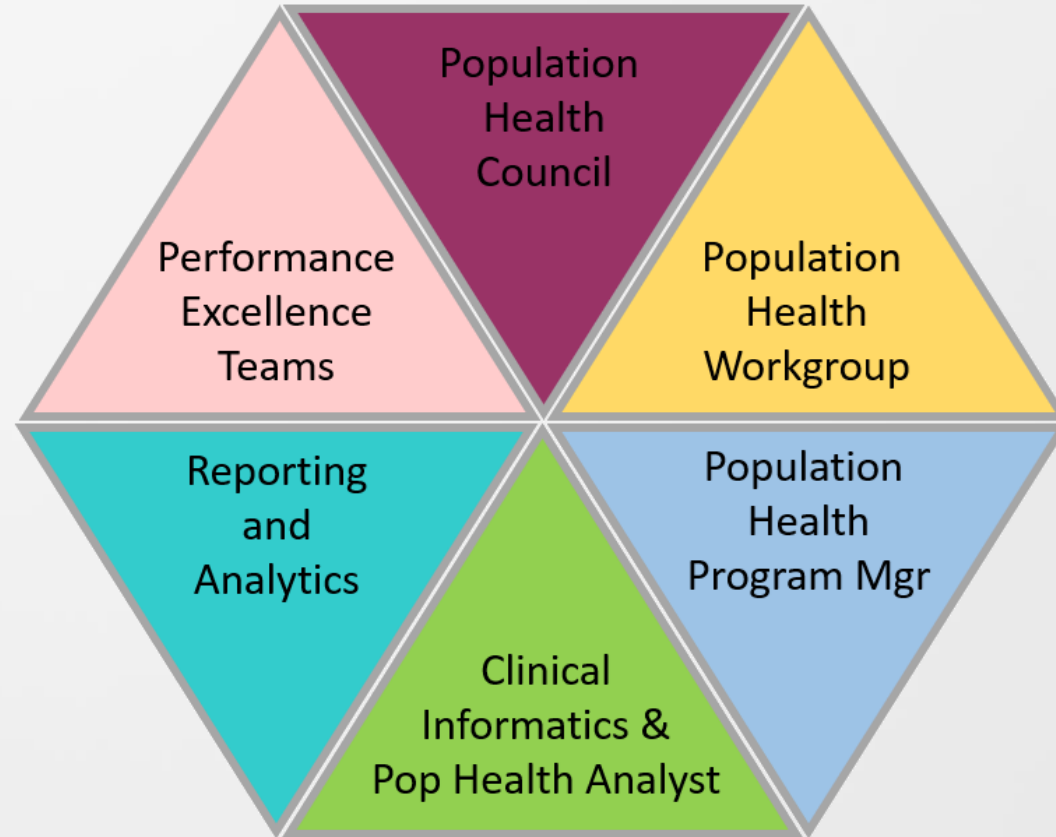 Population
Health
Council
Performance
Excellence
Teams
Population
Health
Workgroup
Reporting
and
Analytics
Population
Health
Program Mgr
Clinical
Informatics &
Pop Health Analyst